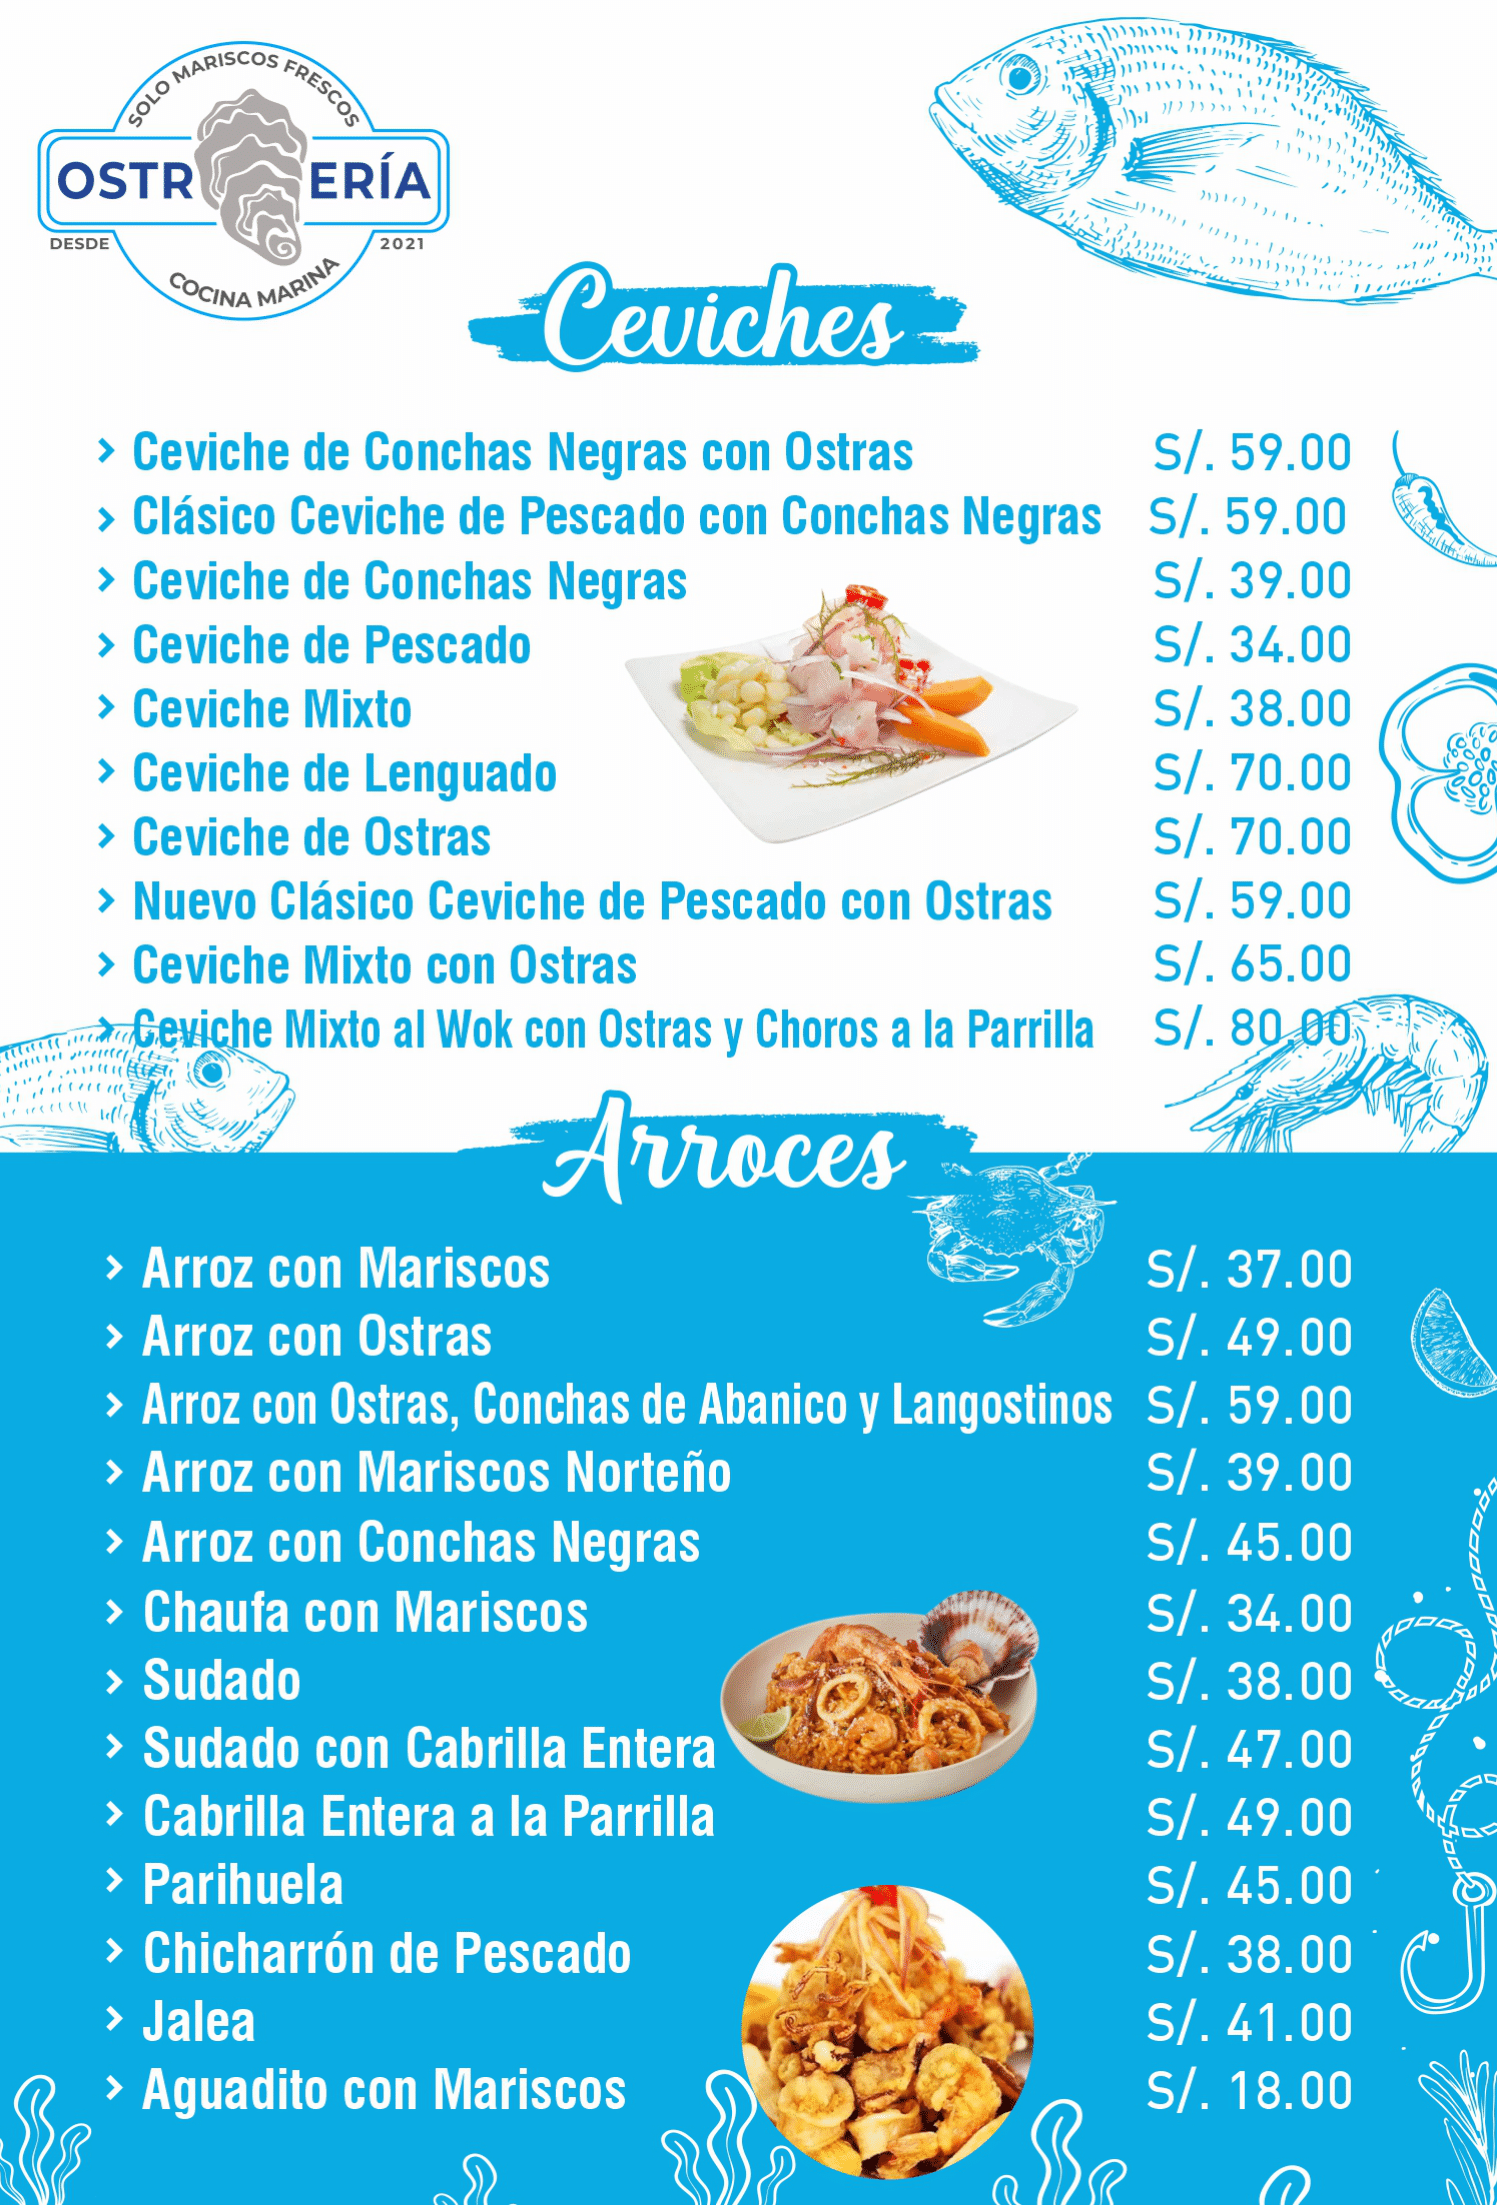 SOLO MARISCOS FRESCOS
OSTR ERÍA
DESDE 2021
COCINA MARINA
Ceviches
Ceviche de Conchas Negras con Ostras S/. 59.00
Clásico Ceviche de Pescado con Conchas Negras S/. 59.00
Ceviche de Conchas Negras S/. 39.00
Ceviche de Pescado S/. 34.00
Ceviche Mixto S/. 38.00
Ceviche de Lenguado S/. 70.00
Ceviche de Ostras S/. 70.00
Nuevo Clásico Ceviche de Pescado con Ostras S/. 59.00
Ceviche Mixto con Ostras S/. 65.00
Ceviche Mixto al Wok con Ostras y Choros a la Parrilla S/. 80.00
Arroces
Arroz con Mariscos S/. 37.00
Arroz con Ostras S/. 49.00
Arroz con Ostras, Conchas de Abanico y Langostinos S/. 59.00
Arroz con Mariscos Norteño S/. 39.00
Arroz con Conchas Negras S/. 45.00
Chaufa con Mariscos S/. 34.00
Sudado S/. 38.00
Sudado con Cabrilla Entera S/. 47.00
Cabrilla Entera a la Parrilla S/. 49.00
Parihuela S/. 45.00
Chicharrón de Pescado S/. 38.00
Jalea S/. 41.00
Aguadito con Mariscos S/. 18.00